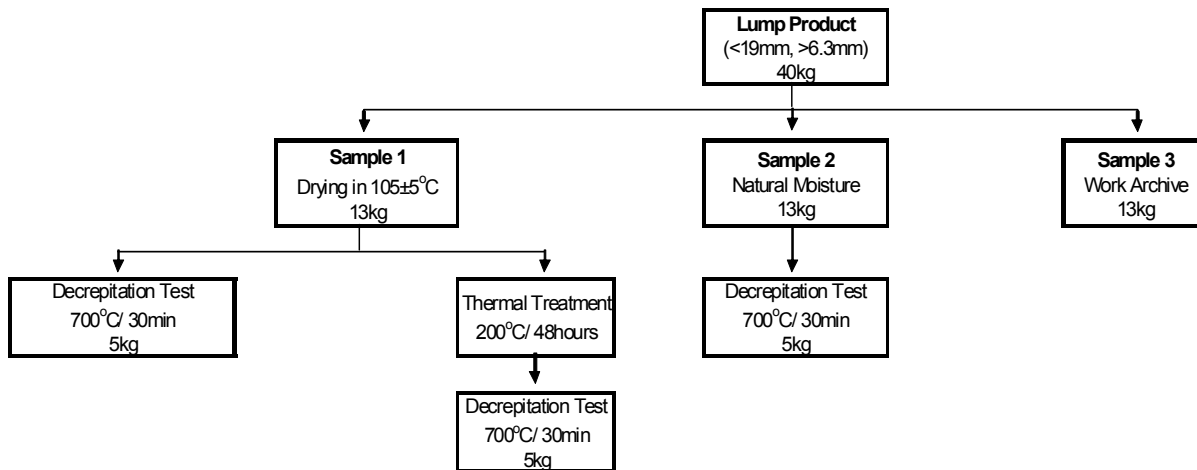 Lump Product
(<19mm, >6.3mm)
40kg
Sample 1
Drying in 105±5°C
13kg
Sample 2
Natural Moisture
13kg
Sample 3
Work Archive
13kg
Decrepitation Test
700°C/ 30min
5kg
Thermal Treatment
200°C/ 48hours
Decrepitation Test
700°C/ 30min
5kg
Decrepitation Test
700°C/ 30min
5kg